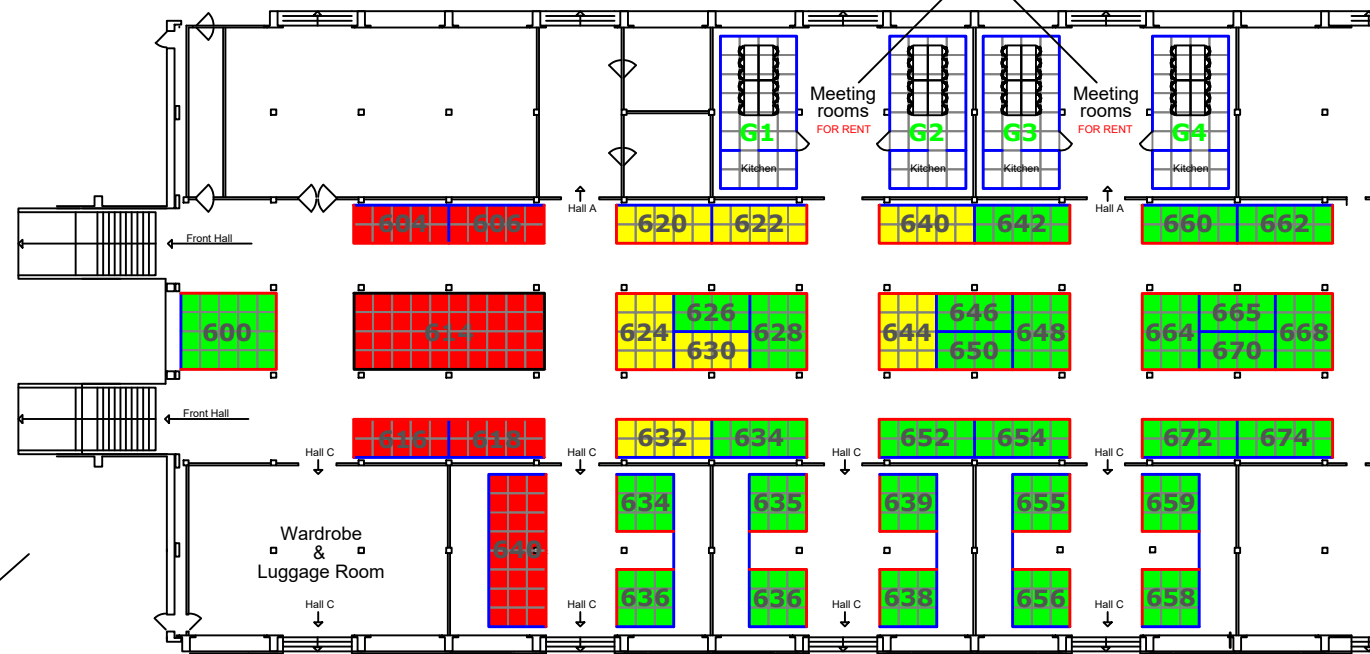 Meeting
rooms
FOR RENT
Meeting
rooms
FOR RENT
G1
G2
G3
G4
Kitchen
Kitchen
Kitchen
Kitchen
Hall A
Hall A
604
606
620
622
640
642
660
662
Front Hall
600
614
624
626
628
630
644
646
648
650
664
665
668
670
Front Hall
616
618
632
634
652
654
672
674
Hall C
Hall C
Hall C
Hall C
634
635
639
655
659
Wardrobe
&
Luggage Room
640
636
636
638
656
658
Hall C
Hall C
Hall C
Hall C